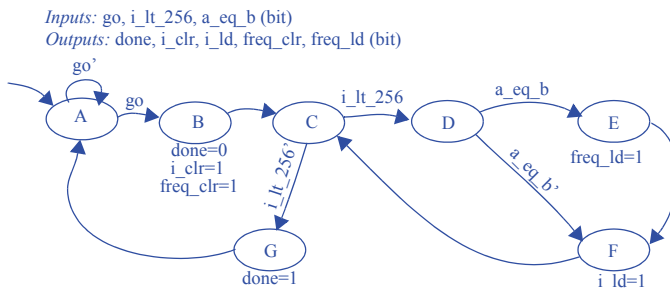 Inputs: go, i_lt_256, a_eq_b (bit)
Outputs: done, i_clr, i_ld, freq_clr, freq_ld (bit)
go’
A
go
B
done=0
i_clr=1
freq_clr=1
C
i_lt_256
D
a_eq_b
E
freq_ld=1
i_lt_256’
a_eq_b’
G
done=1
F
i_ld=1